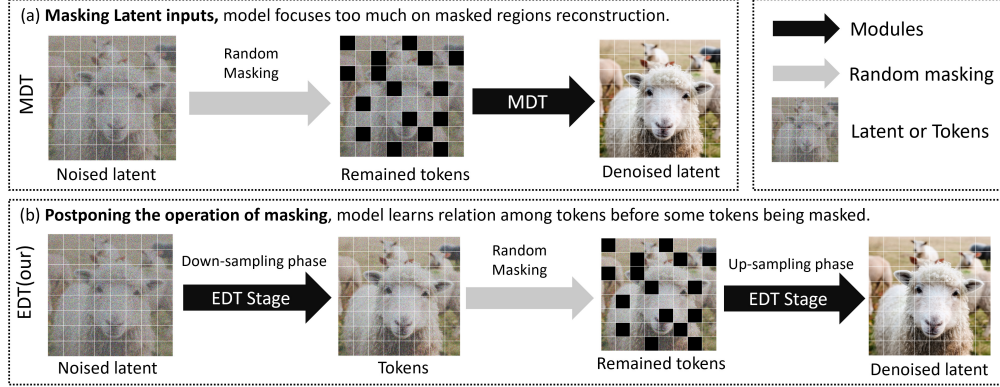 (a) Masking Latent inputs, model focuses too much on masked regions reconstruction.
MDT
Random
Masking
MDT
Noised latent
Remained tokens
Denoised latent
Modules
Random masking
Latent or Tokens
(b) Postponing the operation of masking, model learns relation among tokens before some tokens being masked.
EDT(our)
Down-sampling phase
EDT Stage
Random
Masking
Up-sampling phase
EDT Stage
Noised latent
Tokens
Remained tokens
Denoised latent